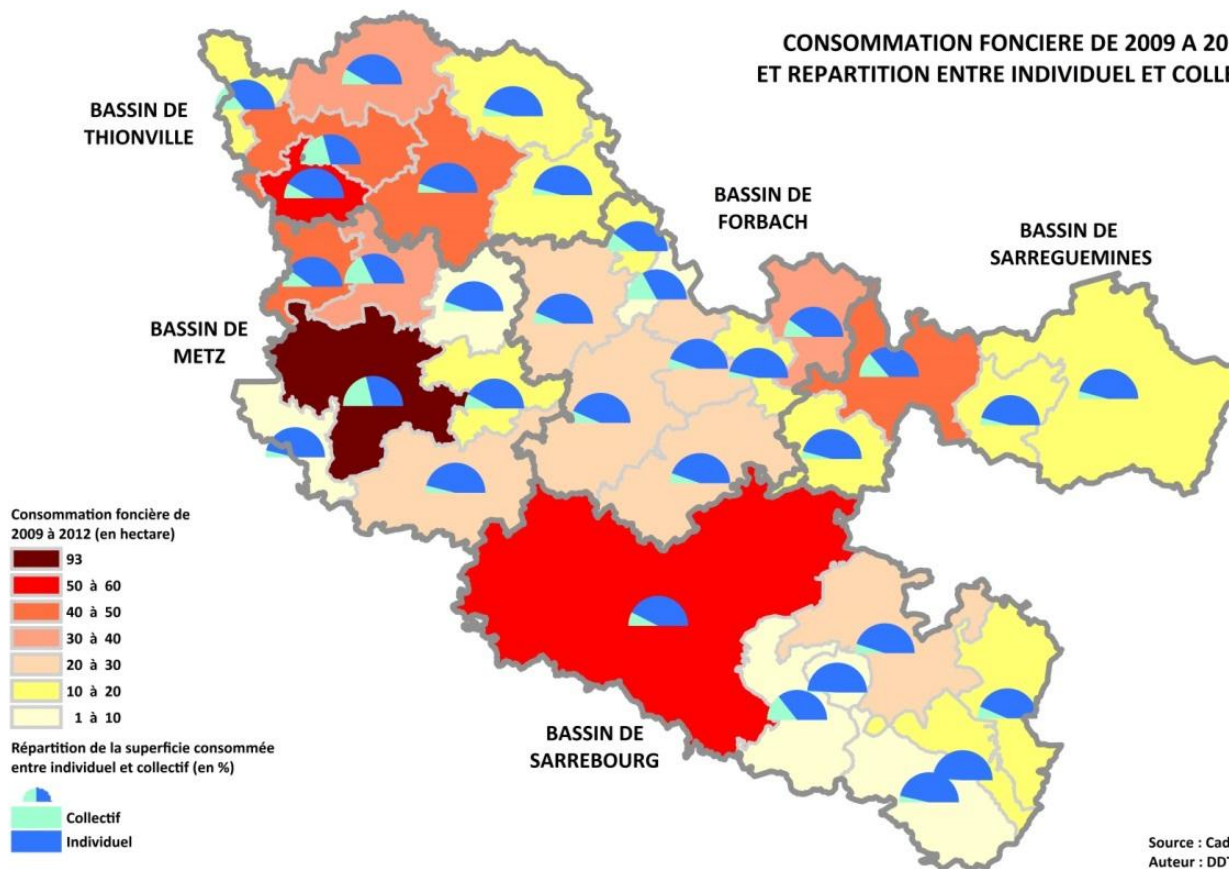 CONSOMMATION FONCIERE DE 2009 A 20
ET REPARTITION ENTRE INDIVIDUEL ET COLLE
BASSIN DE
THIONVILLE
BASSIN DE
FORBACH
BASSIN DE
SARREGUEMINES
BASSIN DE
METZ
Consommation foncière de
2009 à 2012 (en hectare)
93
50 à 60
40 à 50
30 à 40
20 à 30
10 à 20
1 à 10
Répartition de la superficie consommée
entre individuel et collectif (en %)
Collectif
Individuel
BASSIN DE
SARREBOURG
Source : Cad
Auteur : DDT